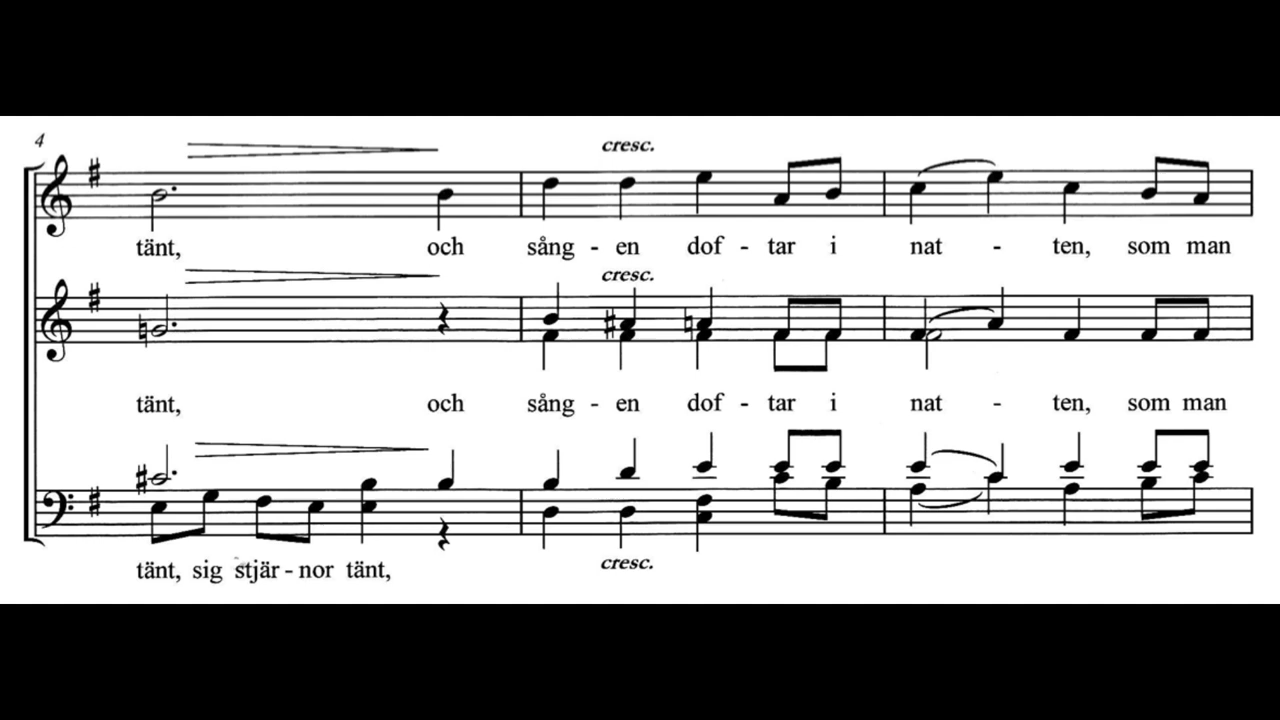 4
cresc.
tänt, och sång - en dof - tar i nat - ten, som man
cresc.
tänt, och sång - en dof - tar i nat - ten, som man
cresc.
tänt, sig stjär - nor tänt,